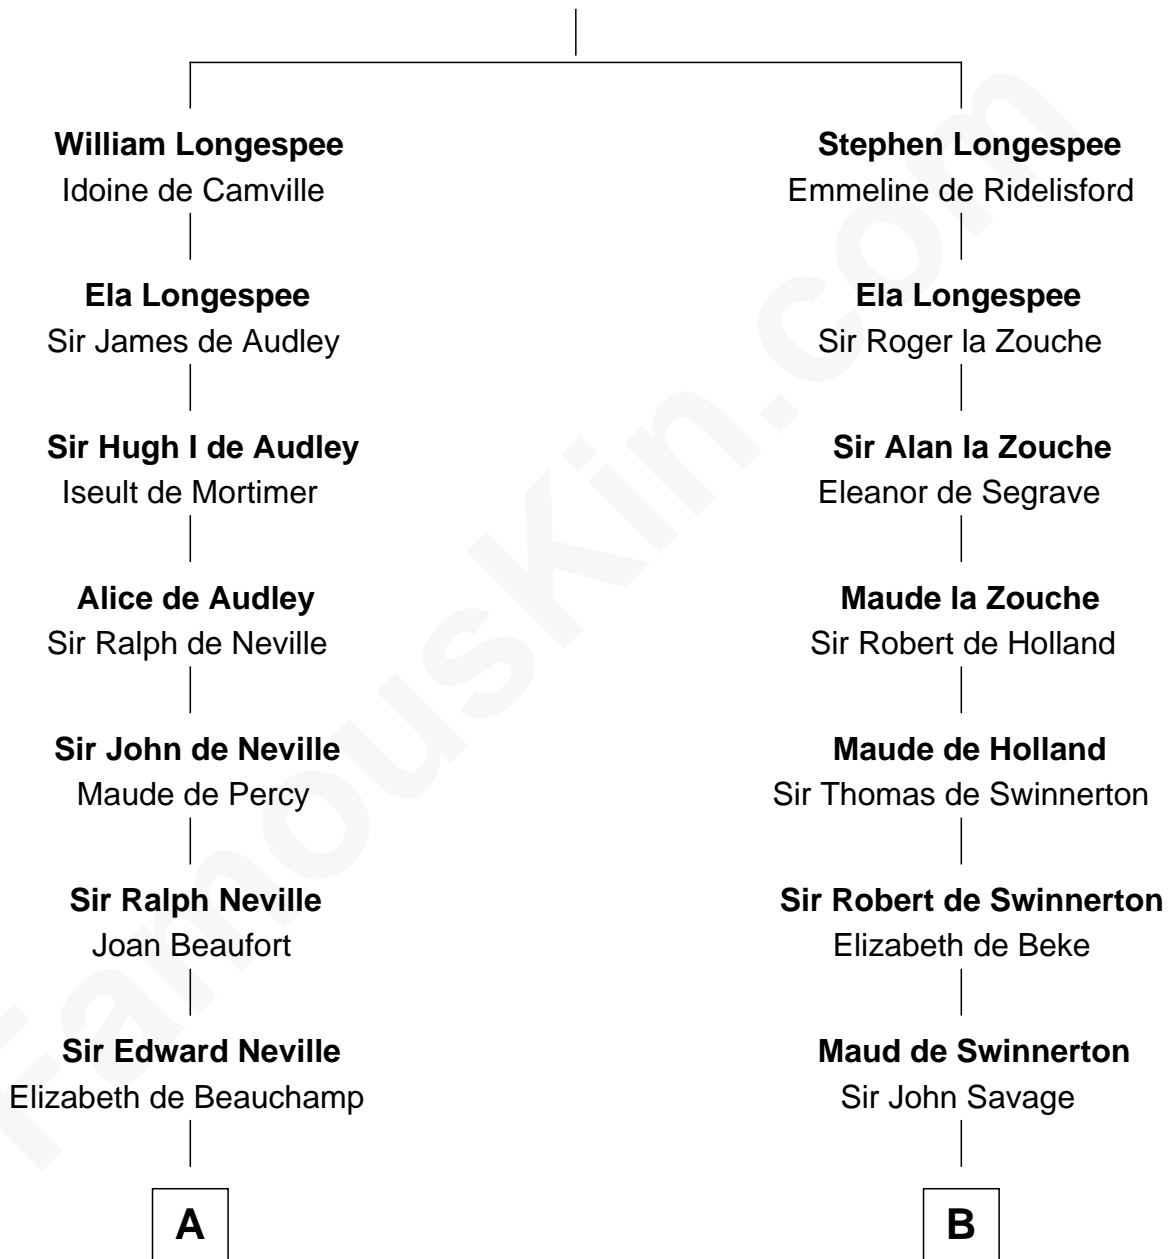 William Longespee
Idoine de Camville
Stephen Longespee
Emmeline de Ridelisford
Ela Longespee
Sir James de Audley
Ela Longespee
Sir Roger la Zouche
Sir Hugh I de Audley
Iseult de Mortimer
Sir Alan la Zouche
Eleanor de Segrave
Alice de Audley
Sir Ralph de Neville
Maude la Zouche
Sir Robert de Holland
Sir John de Neville
Maude de Percy
Maude de Holland
Sir Thomas de Swinnerton
Sir Ralph Neville
Joan Beaufort
Sir Robert de Swinnerton
Elizabeth de Beke
Sir Edward Neville
Elizabeth de Beauchamp
Maud de Swinnerton
Sir John Savage
A
B
FamousKin.com